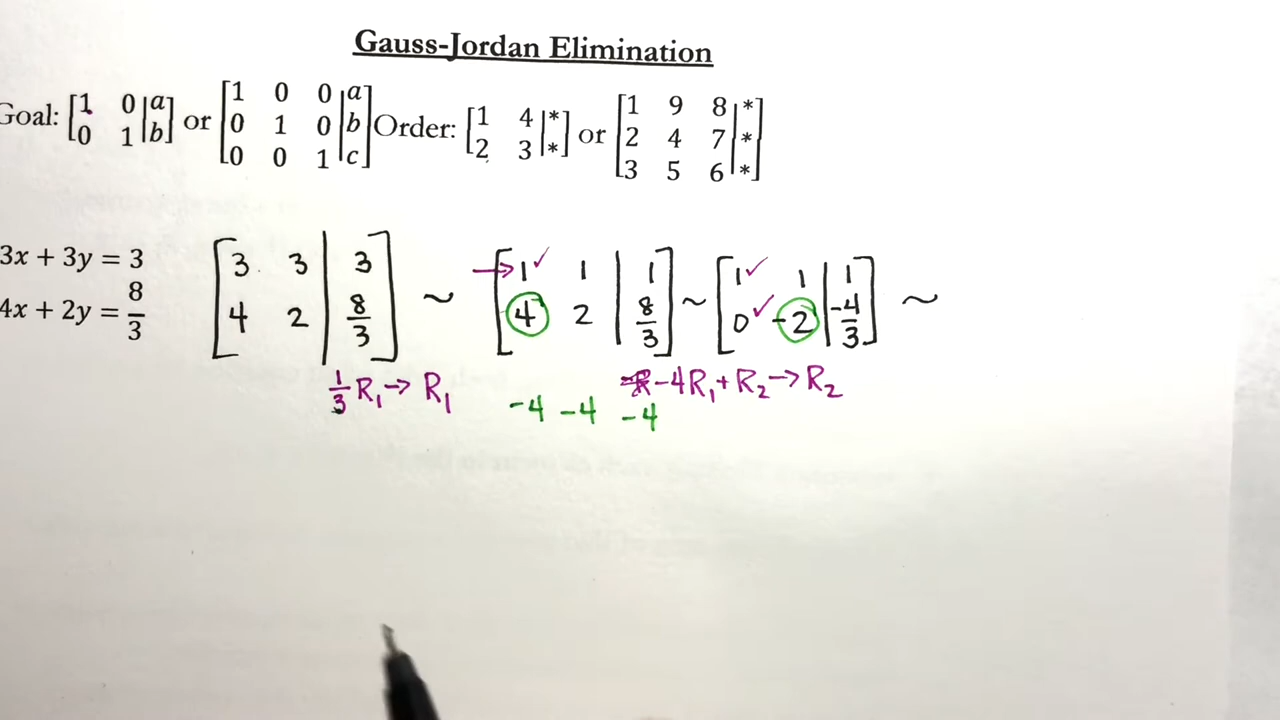 Gauss-Jordan Elimination
Goal: [1 0 | a] or [1 0 0 | a] Order: [1 4 | *] or [1 9 8 | *]
[0 1 | b] [0 1 0 | b] [2 3 | *] [2 4 7 | *]
[0 0 1 | c] [3 5 6 | *]
3x + 3y = 3 [3 3 | 3] ~ → [1 ✓ 1 | 1] ~ [1 ✓ 1 | 1] ~
4x + 2y = 8/3 [4 2 | 8/3] [4 2 | 8/3] [0 ✓ -2 | -4/3]
1/3 R₁ → R₁ -4R₁ + R₂ → R₂
-4 -4 -4